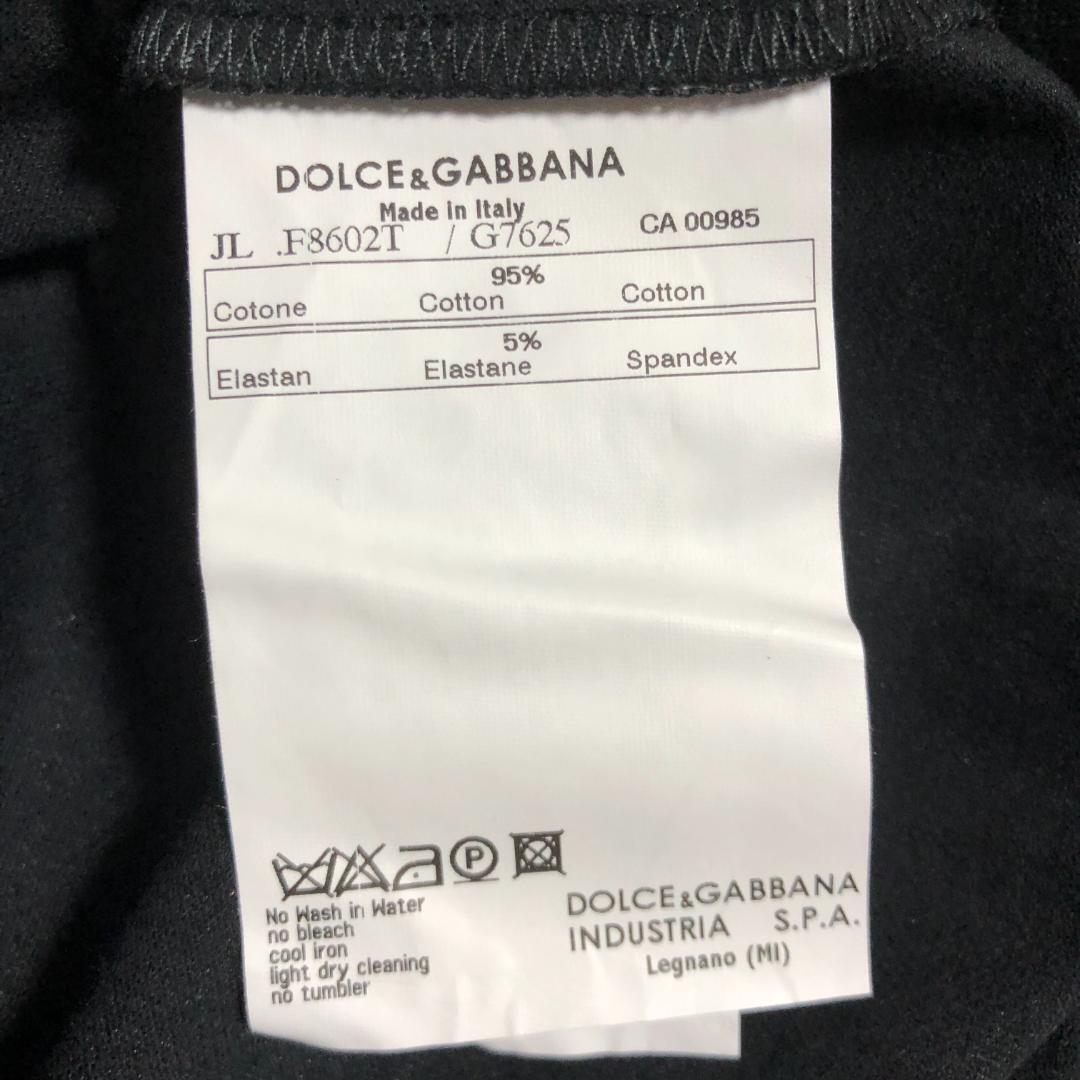 DOLCE&GABBANA
Made in Italy
JL .F8602T / G7625 CA 00985
95%
Cotone Cotton Cotton
5%
Elastan Elastane Spandex
P
No Wash in Water
no bleach
cool iron
light dry cleaning
no tumbler
DOLCE&GABBANA
INDUSTRIA S.P.A.
Legnano (MI)